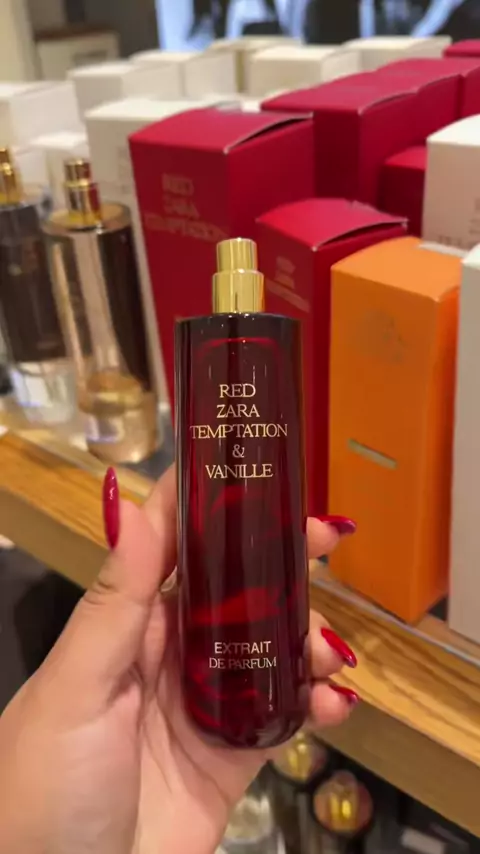 RED
ZARA
TEMPTATION
&
VANILLE
EXTRAIT
DE PARFUM
RED
ZARA
TEMPTATION